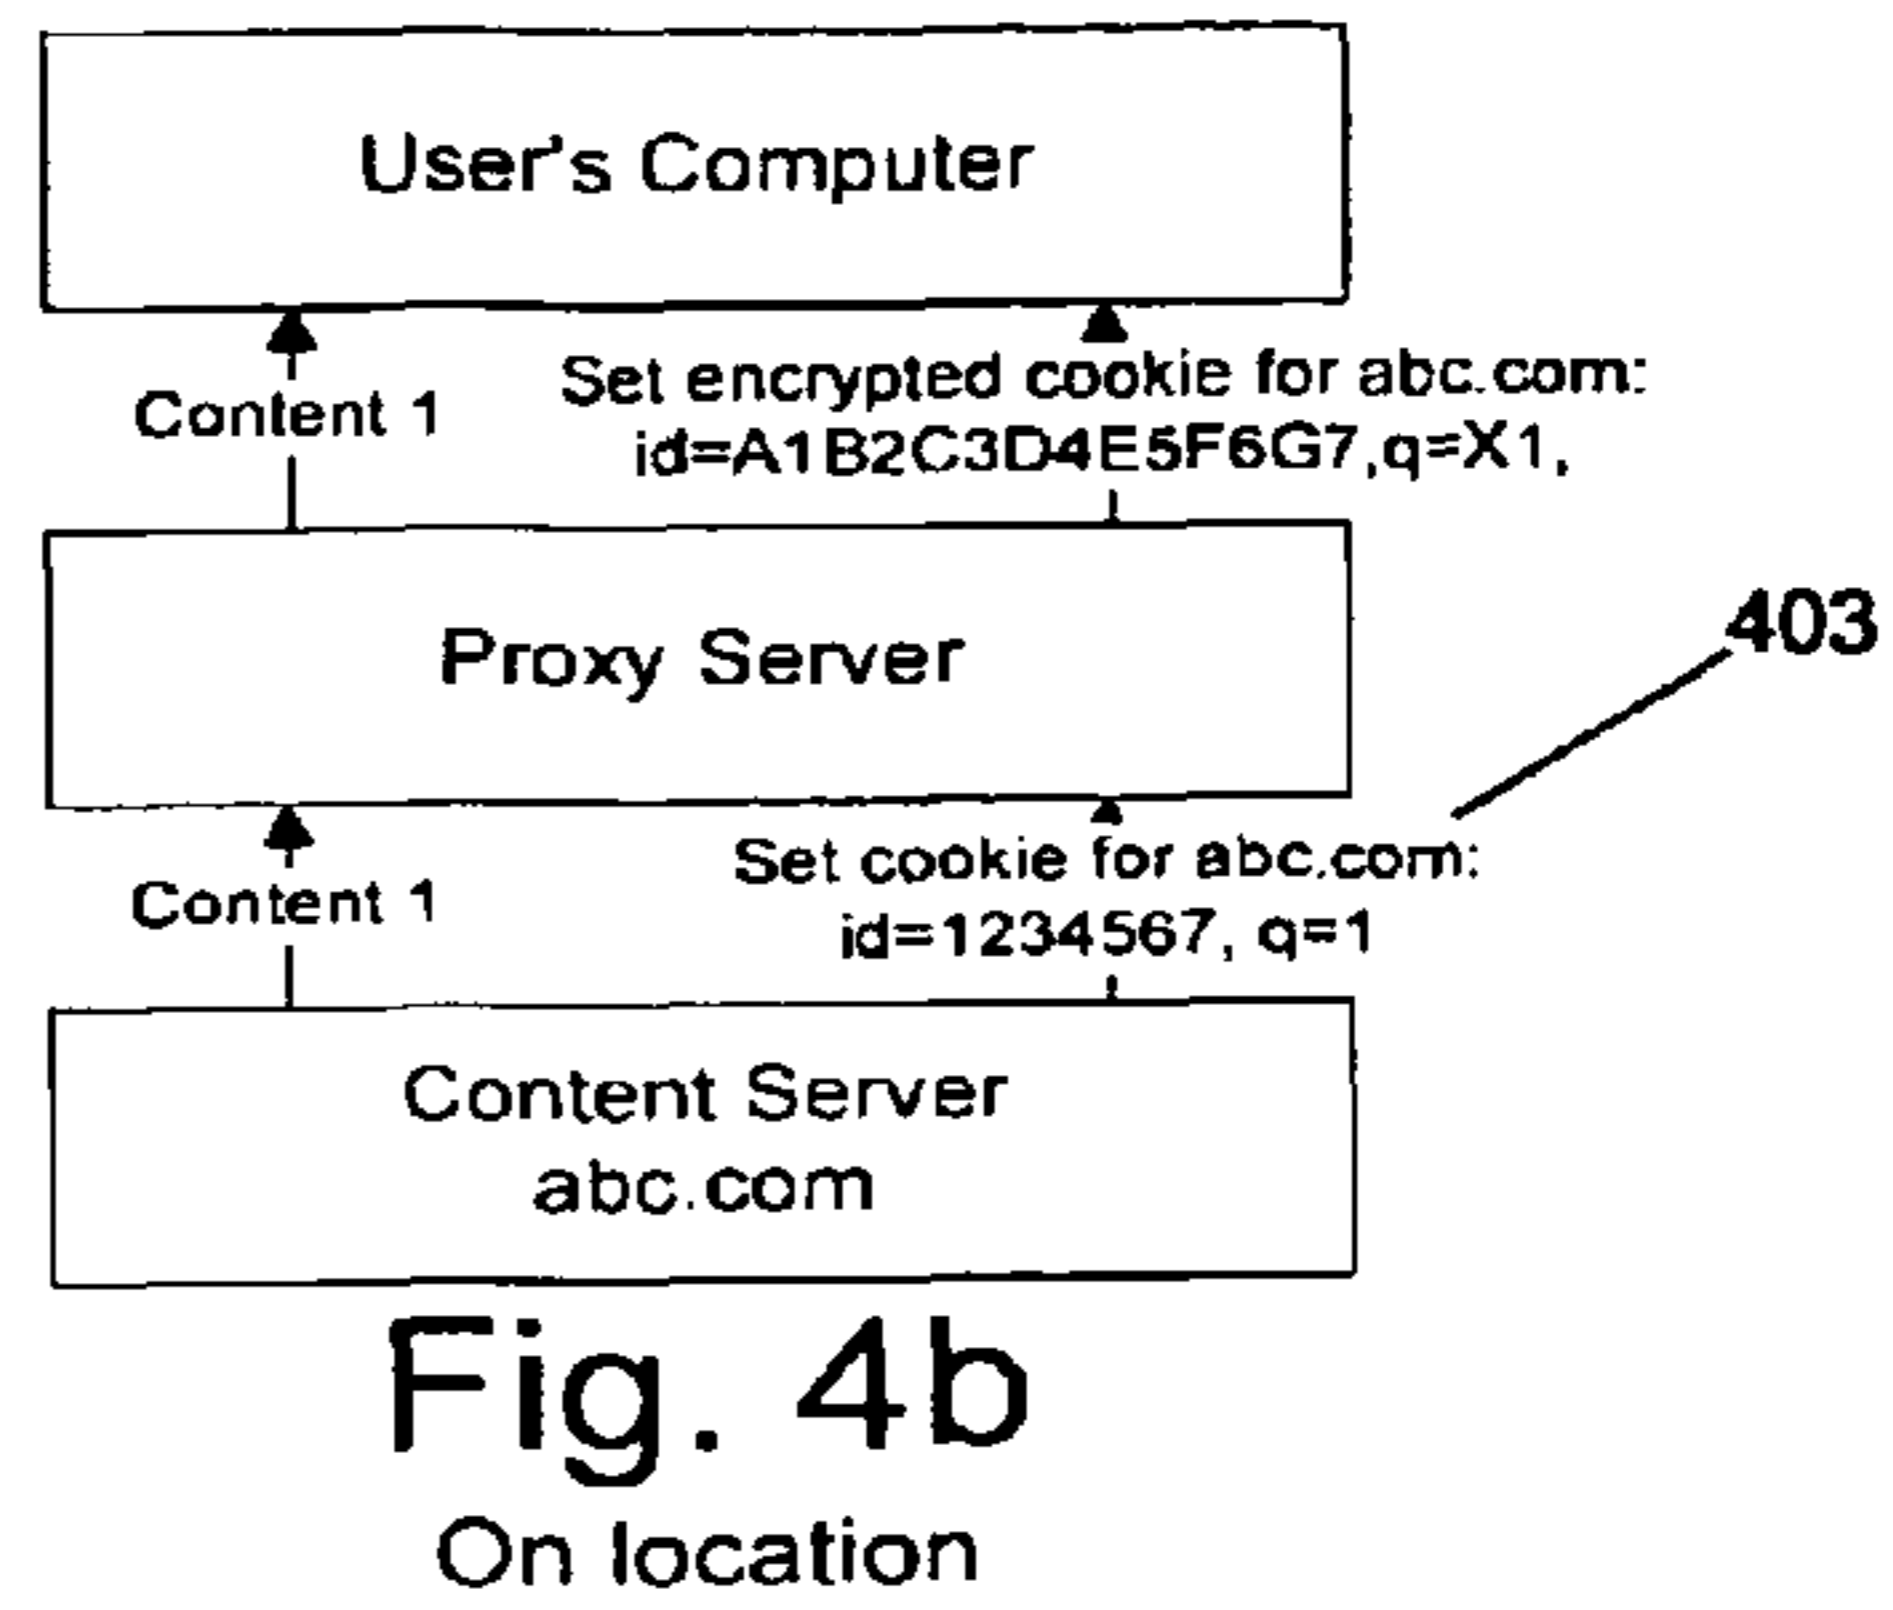 User's Computer
Content 1
Set encrypted cookie for abc.com:
id=A1B2C3D4E5F6G7,q=X1,
Proxy Server
403
Content 1
Set cookie for abc.com:
id=1234567, q=1
Content Server
abc.com
Fig. 4b
On location